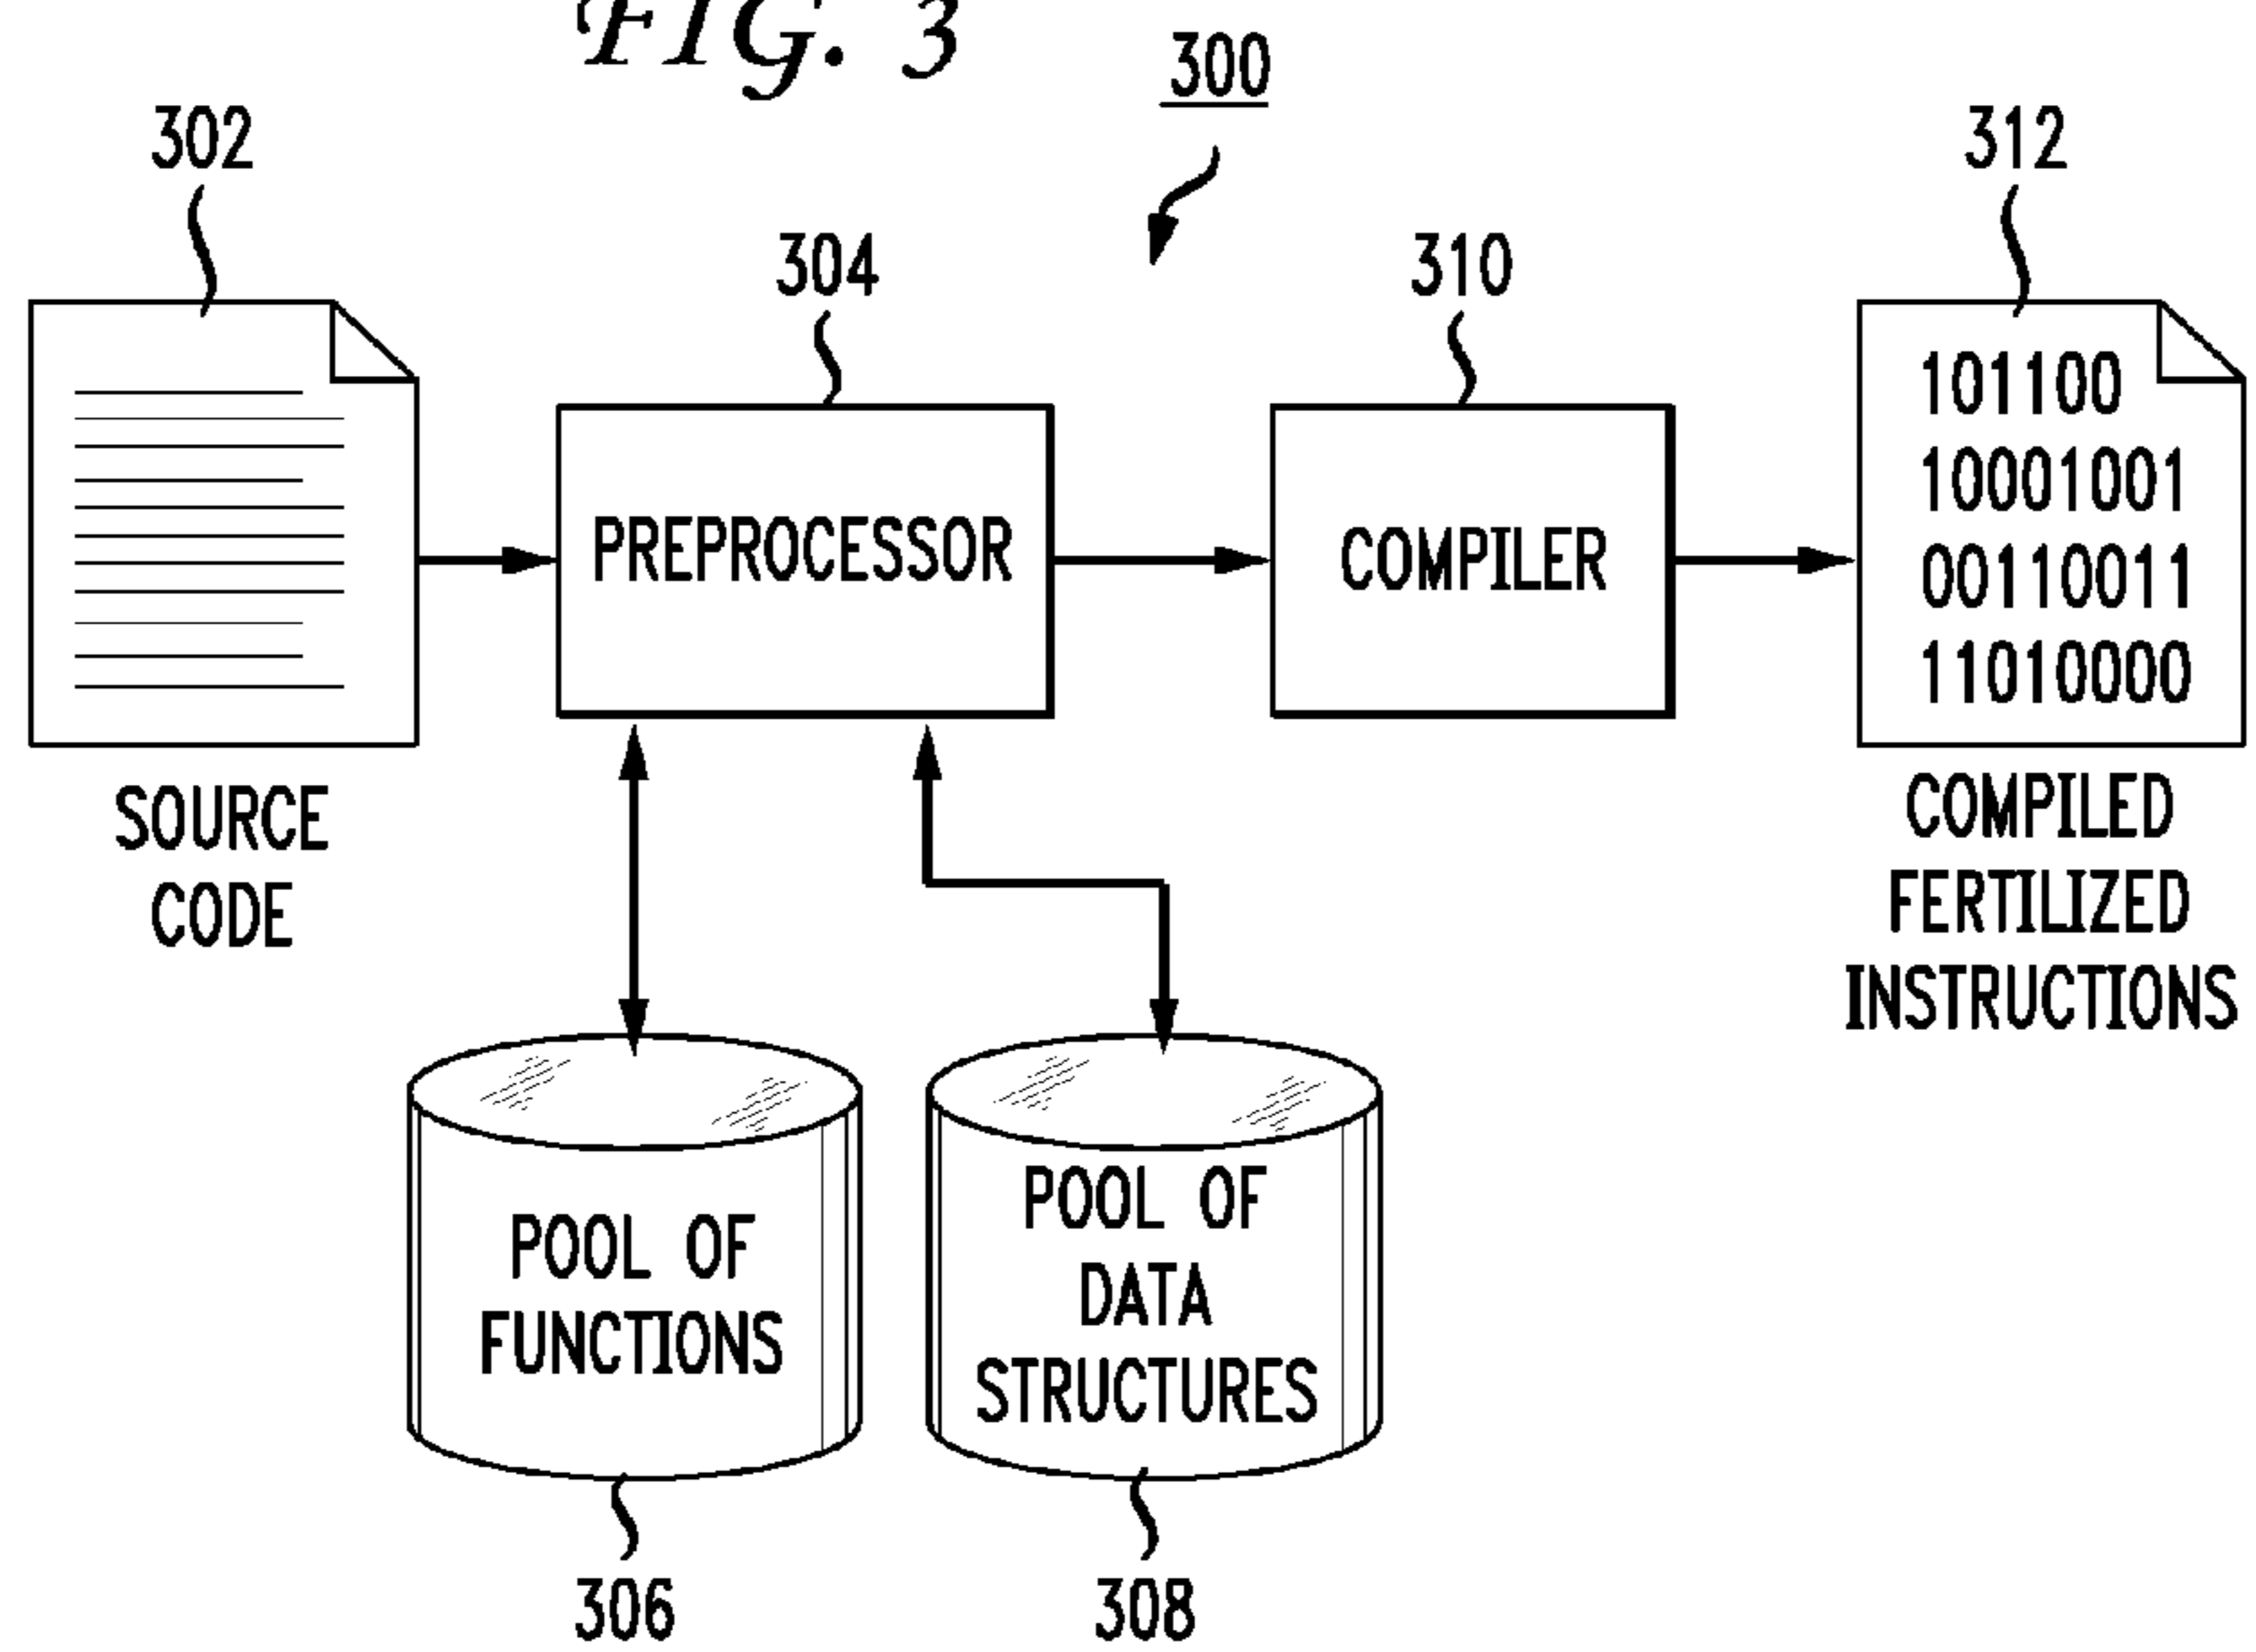 FIG. 3
300
302
304
310
312
101100
10001001
00110011
11010000
PREPROCESSOR
COMPILER
SOURCE
CODE
COMPILED
FERTILIZED
INSTRUCTIONS
POOL OF
FUNCTIONS
POOL OF
DATA
STRUCTURES
306
308